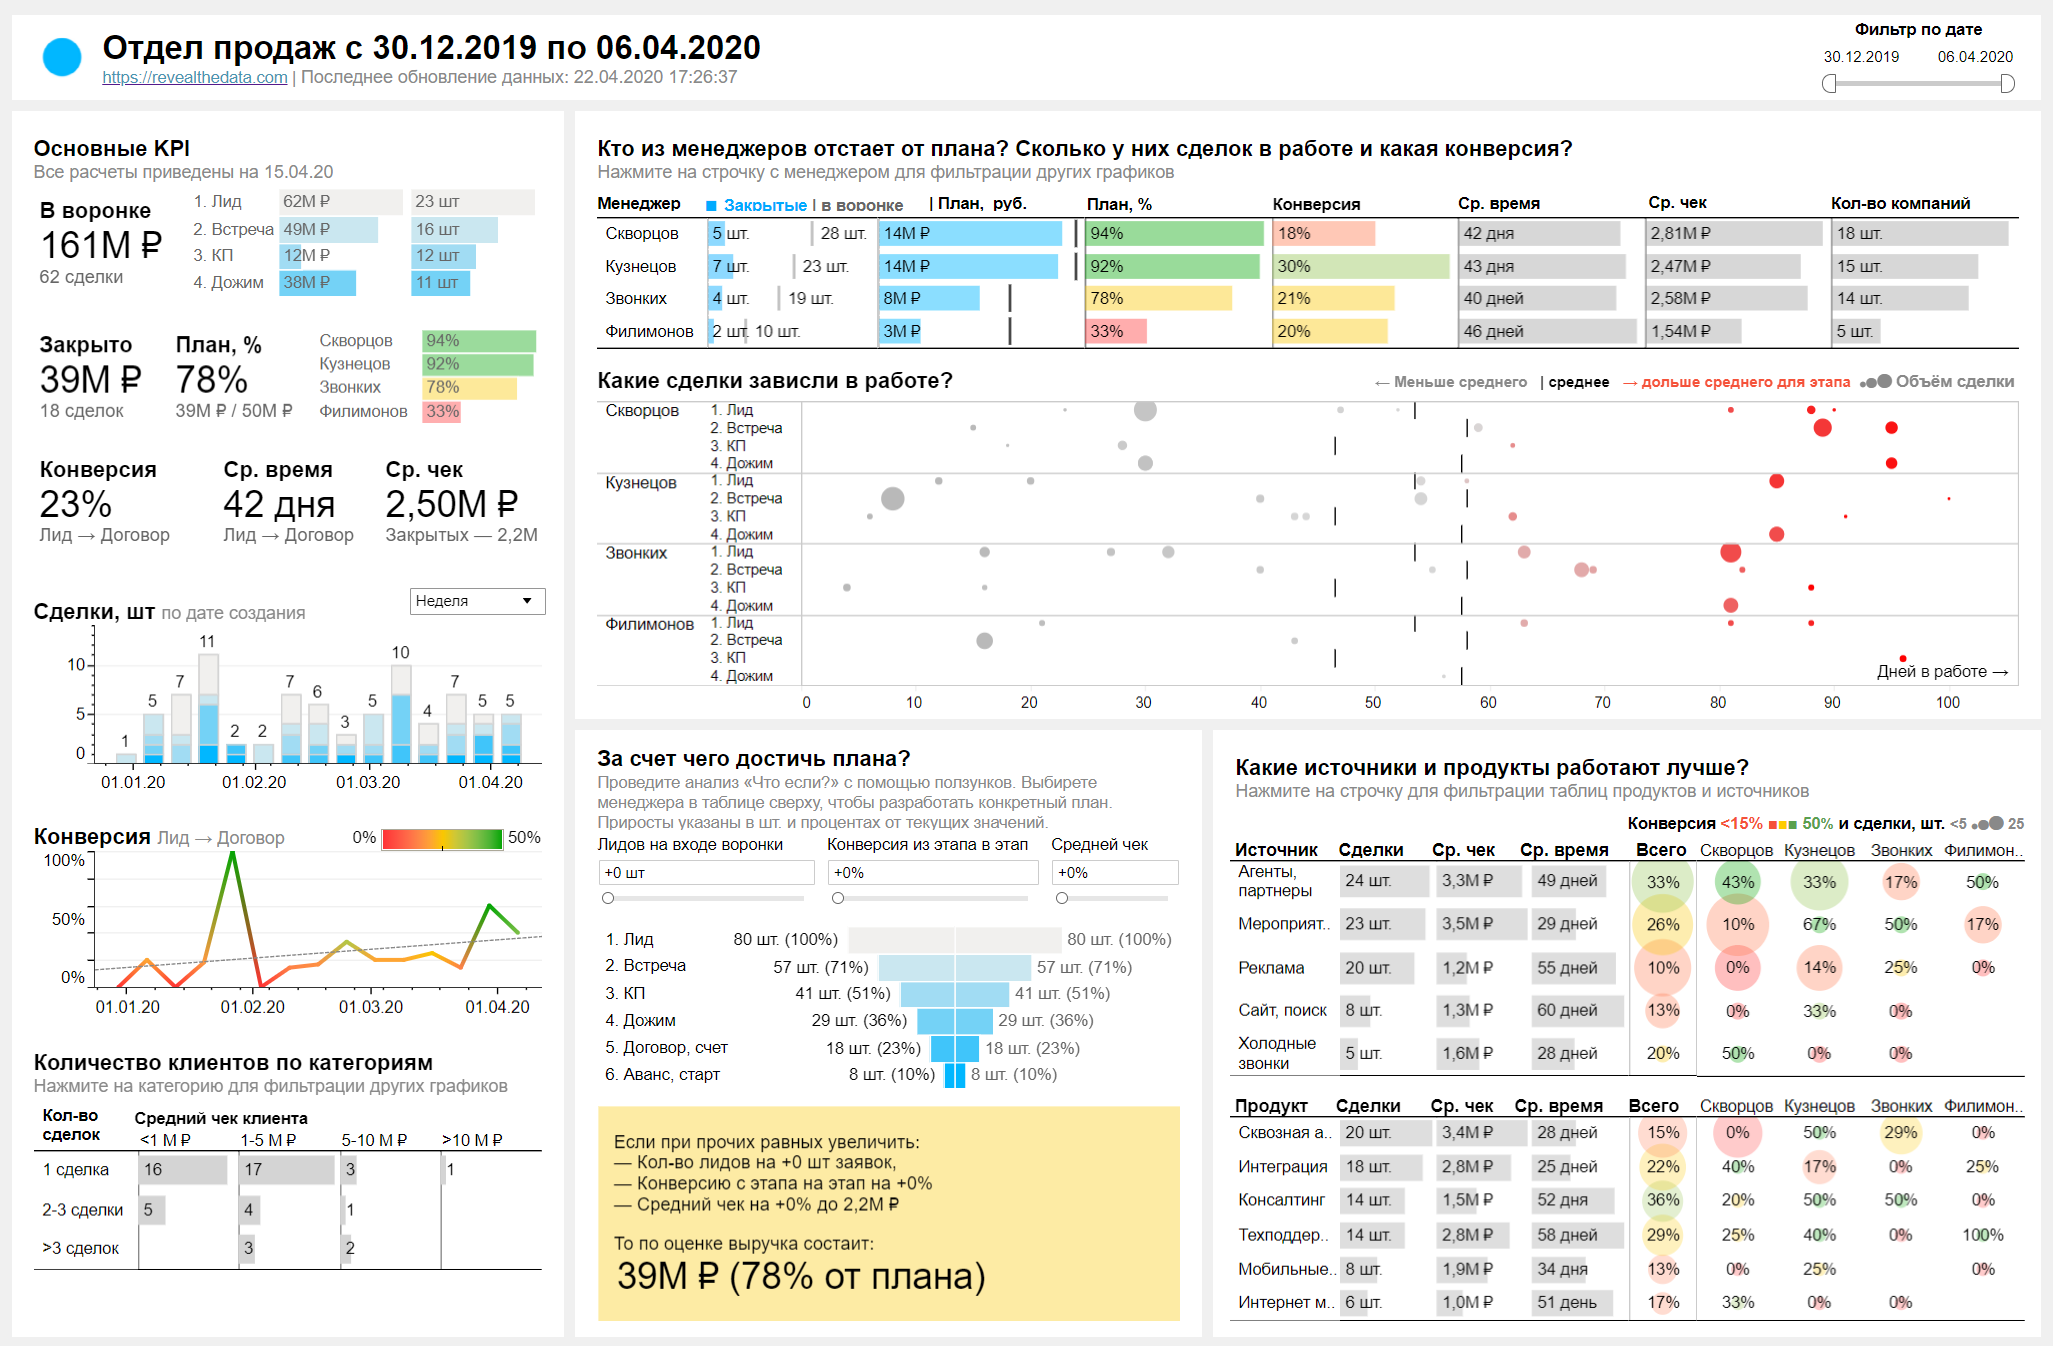 Отдел продаж с 30.12.2019 по 06.04.2020
https://revealthedata.com | Последнее обновление данных: 22.04.2020 17:26:37
Фильтр по дате
30.12.2019 06.04.2020
Основные KPI
Все расчеты приведены на 15.04.20
В воронке
161М ₽
62 сделки
1. Лид 62М ₽ 23 шт
2. Встреча 49М ₽ 16 шт
3. КП 12М ₽ 12 шт
4. Дожим 38М ₽ 11 шт
Закрыто
39М ₽
18 сделок
План, %
78%
39М ₽ / 50М ₽
Скворцов 94%
Кузнецов 92%
Звонких 78%
Филимонов 33%
Конверсия
23%
Лид → Договор
Ср. время
42 дня
Лид → Договор
Ср. чек
2,50М ₽
Закрытых — 2,2М
Сделки, шт по дате создания
Неделя
10
5
0
1 5 7 11 2 2 7 6 3 5 10 4 7 5 5
01.01.20 01.02.20 01.03.20 01.04.20
Конверсия Лид → Договор
0% 50%
100%
50%
0%
01.01.20 01.02.20 01.03.20 01.04.20
Количество клиентов по категориям
Нажмите на категорию для фильтрации других графиков
Кол-во
сделок
Средний чек клиента
<1 М ₽ 1-5 М ₽ 5-10 М ₽ >10 М ₽
1 сделка 16 17 3 1
2-3 сделки 5 4 1
>3 сделок 3 2
Кто из менеджеров отстает от плана? Сколько у них сделок в работе и какая конверсия?
Нажмите на строчку с менеджером для фильтрации других графиков
Менеджер Закрытые | в воронке | План, руб. План, % Конверсия Ср. время Ср. чек Кол-во компаний
Скворцов 5 шт. 28 шт. 14М ₽ 94% 18% 42 дня 2,81М ₽ 18 шт.
Кузнецов 7 шт. 23 шт. 14М ₽ 92% 30% 43 дня 2,47М ₽ 15 шт.
Звонких 4 шт. 19 шт. 8М ₽ 78% 21% 40 дней 2,58М ₽ 14 шт.
Филимонов 2 шт. 10 шт. 3М ₽ 33% 20% 46 дней 1,54М ₽ 5 шт.
Какие сделки зависли в работе?
← Меньше среднего | среднее → дольше среднего для этапа Объём сделки
Скворцов 1. Лид
2. Встреча
3. КП
4. Дожим
Кузнецов 1. Лид
2. Встреча
3. КП
4. Дожим
Звонких 1. Лид
2. Встреча
3. КП
4. Дожим
Филимонов 1. Лид
2. Встреча
3. КП
4. Дожим
Дней в работе →
0 10 20 30 40 50 60 70 80 90 100
За счет чего достичь плана?
Проведите анализ «Что если?» с помощью ползунков. Выбирете
менеджера в таблице сверху, чтобы разработать конкретный план.
Приросты указаны в шт. и процентах от текущих значений.
Лидов на входе воронки Конверсия из этапа в этап Средней чек
+0 шт +0% +0%
1. Лид 80 шт. (100%) 80 шт. (100%)
2. Встреча 57 шт. (71%) 57 шт. (71%)
3. КП 41 шт. (51%) 41 шт. (51%)
4. Дожим 29 шт. (36%) 29 шт. (36%)
5. Договор, счет 18 шт. (23%) 18 шт. (23%)
6. Аванс, старт 8 шт. (10%) 8 шт. (10%)
Если при прочих равных увеличить:
— Кол-во лидов на +0 шт заявок,
— Конверсию с этапа на этап на +0%
— Средний чек на +0% до 2,2М ₽
То по оценке выручка состаит:
39М ₽ (78% от плана)
Какие источники и продукты работают лучше?
Нажмите на строчку для фильтрации таблиц продуктов и источников
Конверсия <15% 50% и сделки, шт. <5 25
Источник Сделки Ср. чек Ср. время Всего Скворцов Кузнецов Звонких Филимон..
Агенты,
партнеры 24 шт. 3,3М ₽ 49 дней 33% 43% 33% 17% 50%
Мероприят.. 23 шт. 3,5М ₽ 29 дней 26% 10% 67% 50% 17%
Реклама 20 шт. 1,2М ₽ 55 дней 10% 0% 14% 25% 0%
Сайт, поиск 8 шт. 1,3М ₽ 60 дней 13% 0% 33% 0%
Холодные
звонки 5 шт. 1,6М ₽ 28 дней 20% 50% 0% 0%
Продукт Сделки Ср. чек Ср. время Всего Скворцов Кузнецов Звонких Филимон..
Сквозная а.. 20 шт. 3,4М ₽ 28 дней 15% 0% 50% 29% 0%
Интеграция 18 шт. 2,8М ₽ 25 дней 22% 40% 17% 0% 25%
Консалтинг 14 шт. 1,5М ₽ 52 дня 36% 20% 50% 50% 0%
Техподдер.. 14 шт. 2,8М ₽ 58 дней 29% 25% 40% 0% 100%
Мобильные.. 8 шт. 1,9М ₽ 34 дня 13% 0% 25% 0%
Интернет м.. 6 шт. 1,0М ₽ 51 день 17% 33% 0% 0%